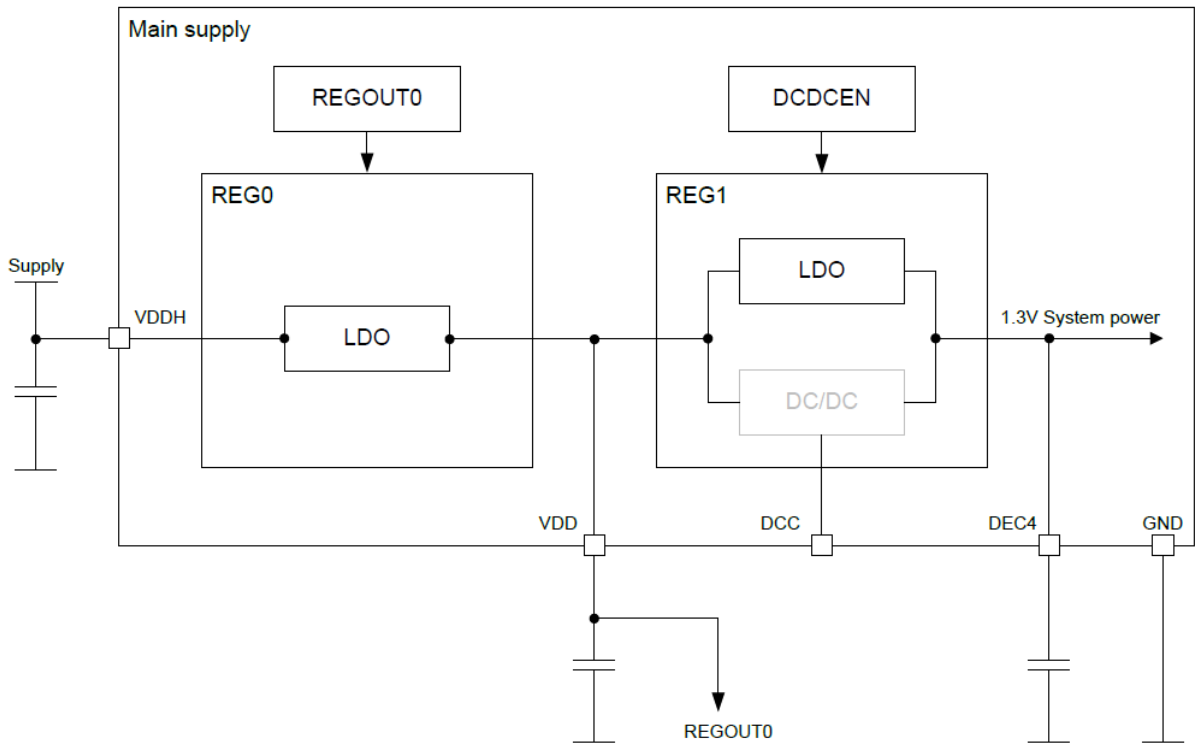 Main supply
REGOUT0
DCDCEN
REG0
REG1
Supply
VDDH
LDO
LDO
DC/DC
1.3V System power
VDD
DCC
DEC4
GND
REGOUT0